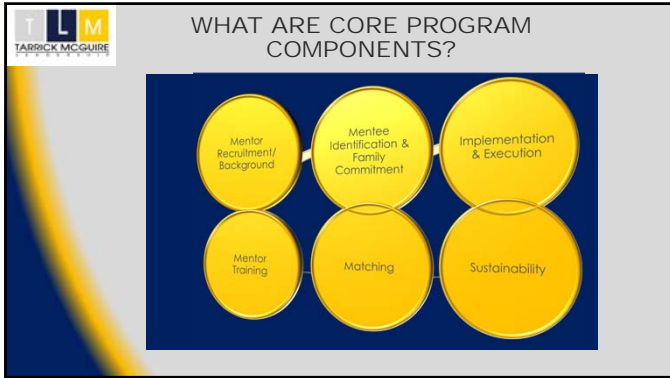 T L M
TARRICK MCGUIRE
LEADERSHIP
WHAT ARE CORE PROGRAM
COMPONENTS?
Mentor
Recruitment/
Background
Mentee
Identification &
Family
Commitment
Implementation
& Execution
Mentor
Training
Matching
Sustainability